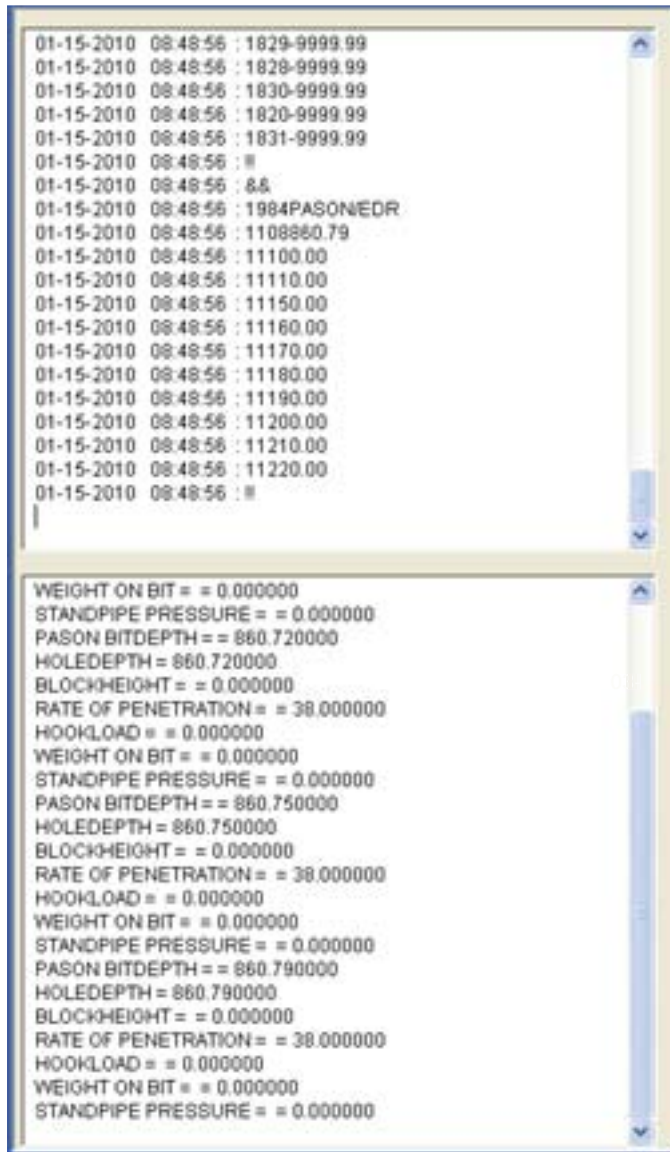 01-15-2010 08:48:56 : 1829-9999.99
01-15-2010 08:48:56 : 1828-9999.99
01-15-2010 08:48:56 : 1830-9999.99
01-15-2010 08:48:56 : 1820-9999.99
01-15-2010 08:48:56 : 1831-9999.99
01-15-2010 08:48:56 : !!
01-15-2010 08:48:56 : &&
01-15-2010 08:48:56 : 1984PASON/EDR
01-15-2010 08:48:56 : 1108860.79
01-15-2010 08:48:56 : 11100.00
01-15-2010 08:48:56 : 11110.00
01-15-2010 08:48:56 : 11150.00
01-15-2010 08:48:56 : 11160.00
01-15-2010 08:48:56 : 11170.00
01-15-2010 08:48:56 : 11180.00
01-15-2010 08:48:56 : 11190.00
01-15-2010 08:48:56 : 11200.00
01-15-2010 08:48:56 : 11210.00
01-15-2010 08:48:56 : 11220.00
01-15-2010 08:48:56 : !!
WEIGHT ON BIT = = 0.000000
STANDPIPE PRESSURE = = 0.000000
PASON BITDEPTH = = 860.720000
HOLEDEPTH = 860.720000
BLOCKHEIGHT = = 0.000000
RATE OF PENETRATION = = 38.000000
HOOKLOAD = = 0.000000
WEIGHT ON BIT = = 0.000000
STANDPIPE PRESSURE = = 0.000000
PASON BITDEPTH = = 860.750000
HOLEDEPTH = 860.750000
BLOCKHEIGHT = = 0.000000
RATE OF PENETRATION = = 38.000000
HOOKLOAD = = 0.000000
WEIGHT ON BIT = = 0.000000
STANDPIPE PRESSURE = = 0.000000
PASON BITDEPTH = = 860.790000
HOLEDEPTH = 860.790000
BLOCKHEIGHT = = 0.000000
RATE OF PENETRATION = = 38.000000
HOOKLOAD = = 0.000000
WEIGHT ON BIT = = 0.000000
STANDPIPE PRESSURE = = 0.000000